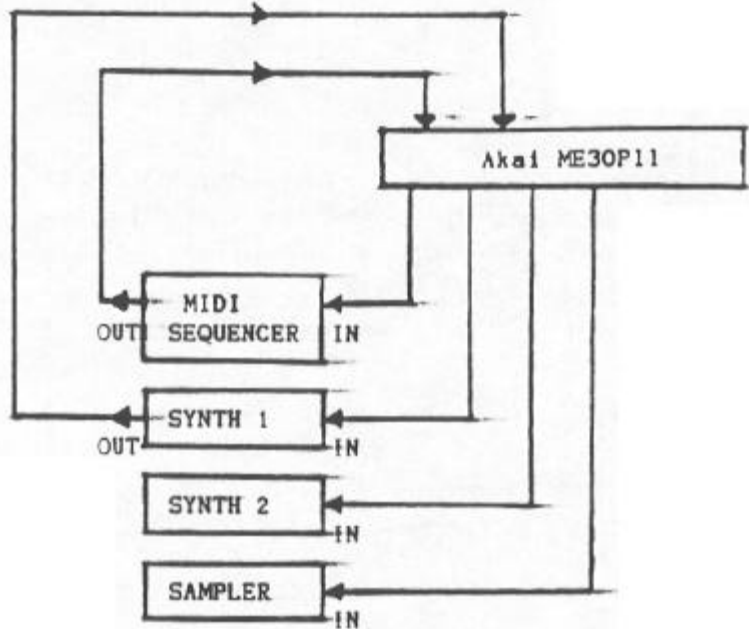 Akai ME30P11
MIDI
OUT SEQUENCER IN
SYNTH 1
OUT IN
SYNTH 2
IN
SAMPLER
IN